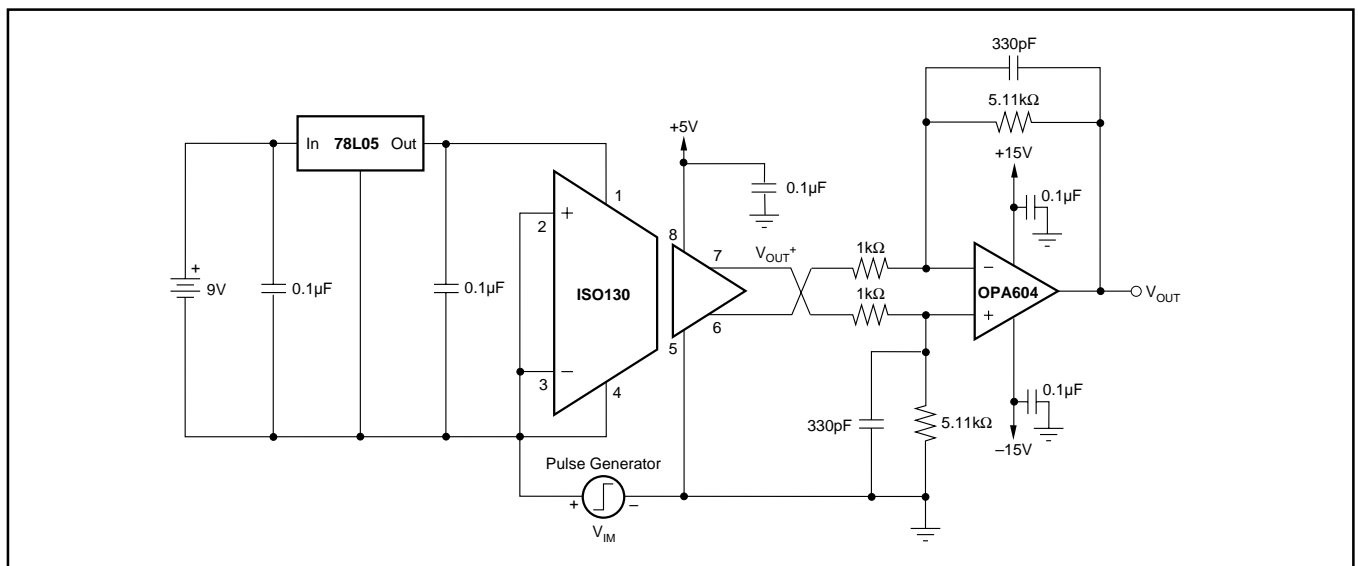 330pF
5.11kΩ
In 78L05 Out
+5V
+15V
0.1µF
0.1µF
1
2
+
8
7
V_OUT+
1kΩ
–
+
9V
0.1µF
0.1µF
ISO130
1kΩ
OPA604
V_OUT
+
6
5
3
–
4
0.1µF
330pF
5.11kΩ
–15V
Pulse Generator
+
–
V_IM